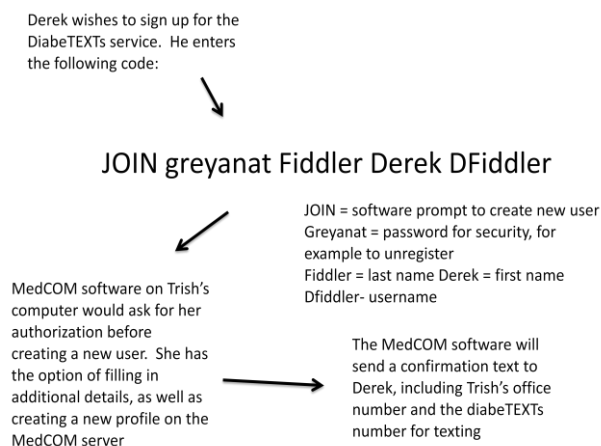 Derek wishes to sign up for the
DiabeTEXTs service.  He enters
the following code:
JOIN greyanat Fiddler Derek DFiddler
JOIN = software prompt to create new user
Greyanat = password for security, for
example to unregister
Fiddler = last name Derek = first name
Dfiddler- username
MedCOM software on Trish’s
computer would ask for her
authorization before
creating a new user.  She has
the option of filling in
additional details, as well as
creating a new profile on the
MedCOM server
The MedCOM software will
send a confirmation text to
Derek, including Trish’s office
number and the diabeTEXTs
number for texting